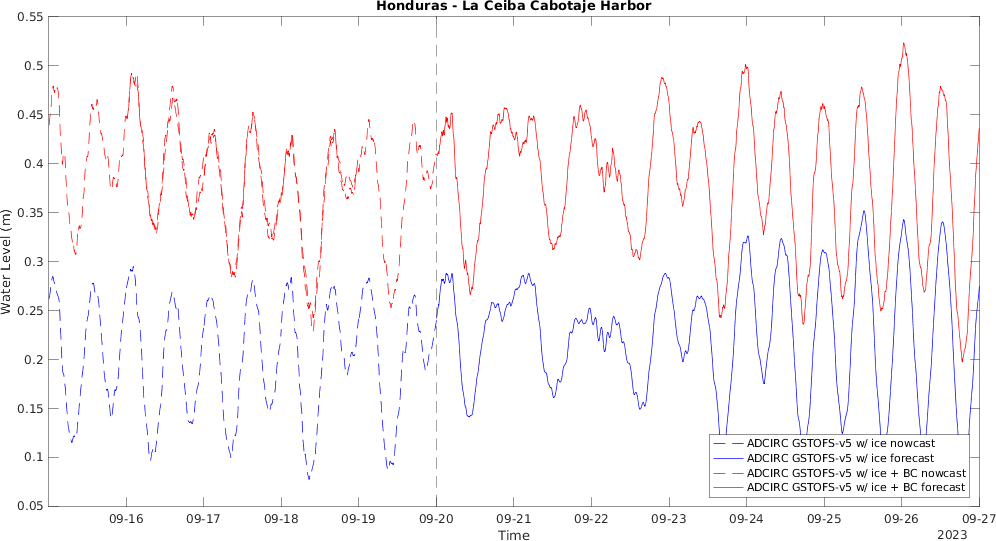 Honduras - La Ceiba Cabotaje Harbor
0.55
0.5
0.45
0.4
0.35
0.3
0.25
0.2
0.15
0.1
0.05
Water Level (m)
ADCIRC GSTOFS-v5 w/ ice nowcast
ADCIRC GSTOFS-v5 w/ ice forecast
ADCIRC GSTOFS-v5 w/ ice + BC nowcast
ADCIRC GSTOFS-v5 w/ ice + BC forecast
09-16 09-17 09-18 09-19 09-20 09-21 09-22 09-23 09-24 09-25 09-26 09-27
Time
2023